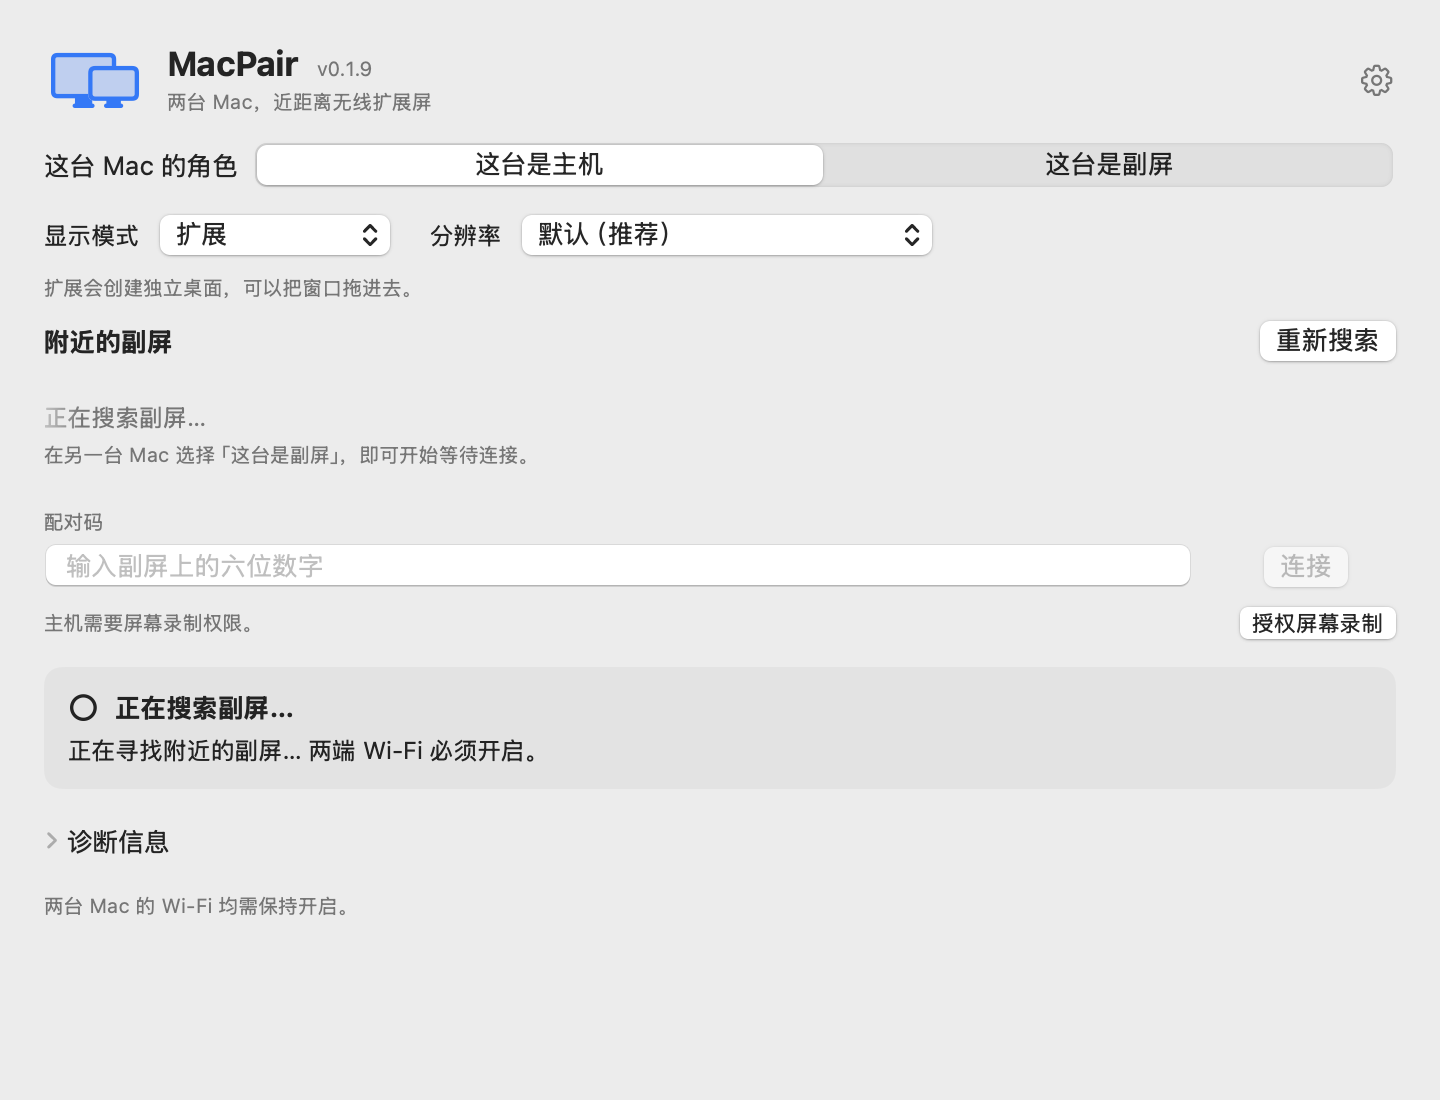 MacPair v0.1.9
两台 Mac，近距离无线扩展屏
这台 Mac 的角色 这台是主机 这台是副屏
显示模式 扩展 分辨率 默认（推荐）
扩展会创建独立桌面，可以把窗口拖进去。
附近的副屏 重新搜索
正在搜索副屏...
在另一台 Mac 选择「这台是副屏」，即可开始等待连接。
配对码
输入副屏上的六位数字 连接
主机需要屏幕录制权限。 授权屏幕录制
正在搜索副屏...
正在寻找附近的副屏... 两端 Wi-Fi 必须开启。
诊断信息
两台 Mac 的 Wi-Fi 均需保持开启。